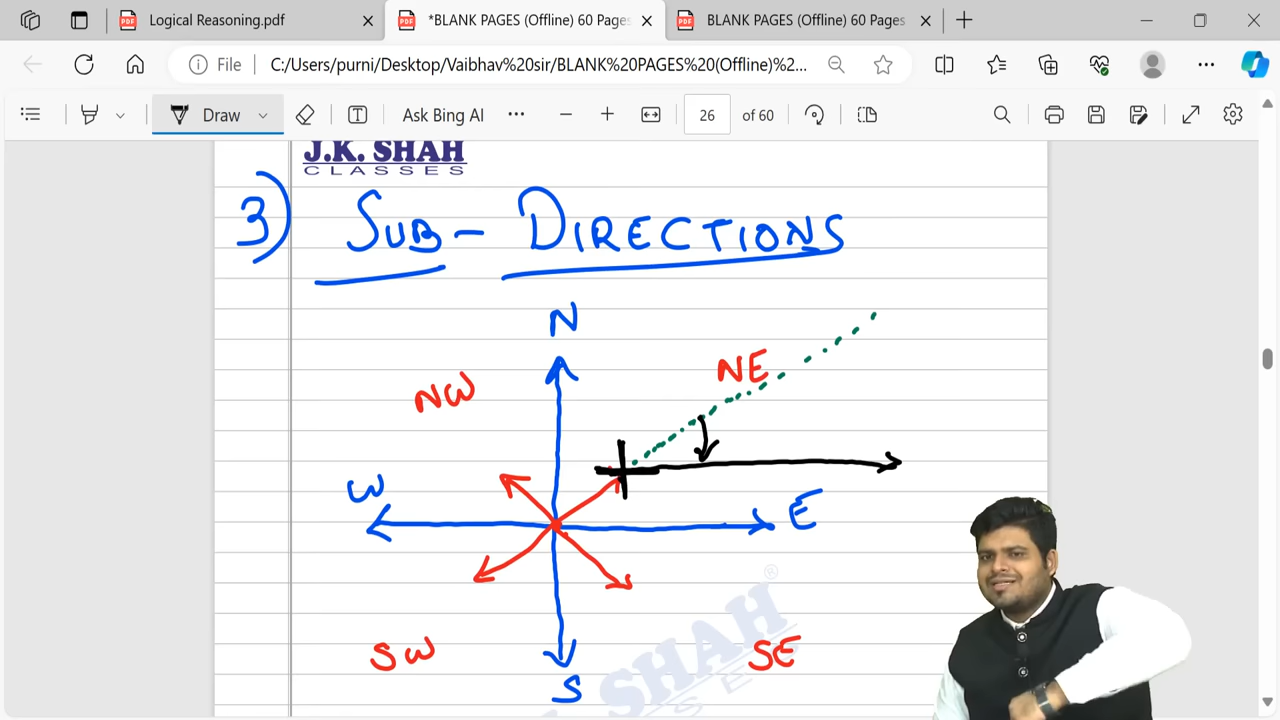 Logical Reasoning.pdf
*BLANK PAGES (Offline) 60 Pages
BLANK PAGES (Offline) 60 Pages
File C:/Users/purni/Desktop/Vaibhav%20sir/BLANK%20PAGES%20(Offline)%2...
Draw Ask Bing AI 26 of 60
J.K. SHAH
CLASSES
3) SUB - DIRECTIONS
N
NW NE
W E
SW SE
S
SHAH